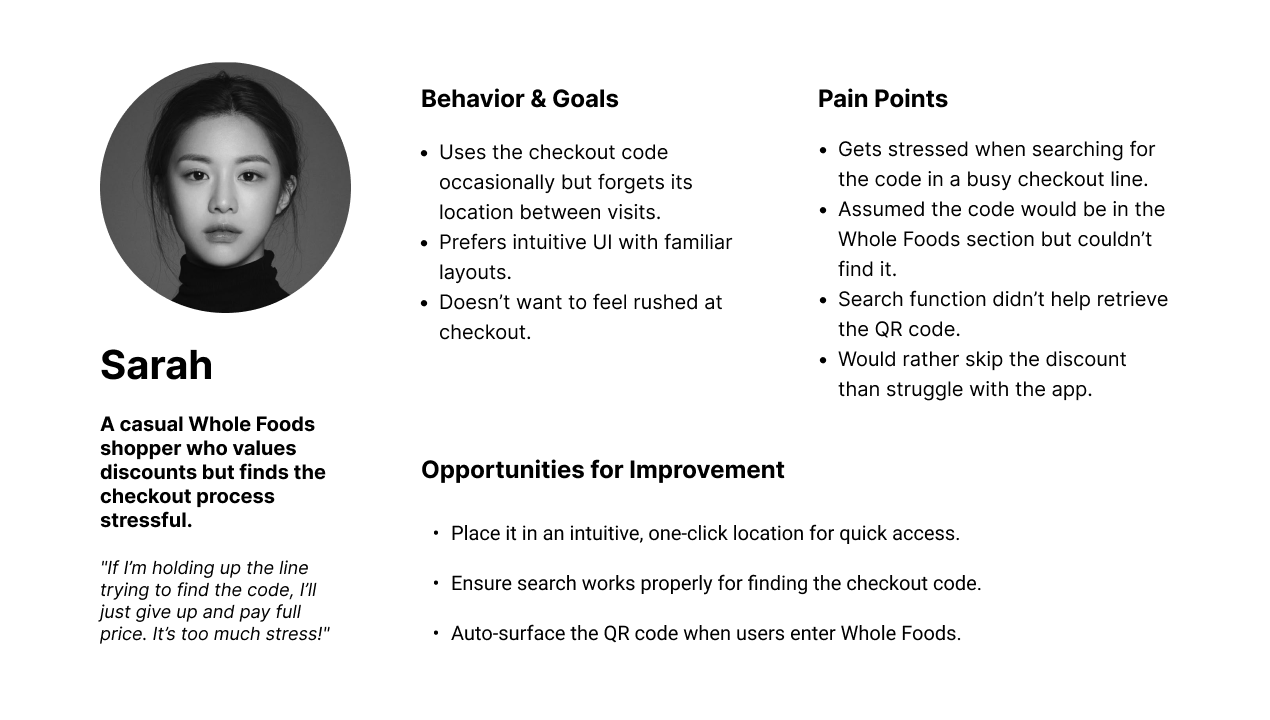 Sarah
A casual Whole Foods
shopper who values
discounts but finds the
checkout process
stressful.
"If I’m holding up the line
trying to find the code, I’ll
just give up and pay full
price. It’s too much stress!"
Behavior & Goals
• Uses the checkout code
occasionally but forgets its
location between visits.
• Prefers intuitive UI with familiar
layouts.
• Doesn’t want to feel rushed at
checkout.
Pain Points
• Gets stressed when searching for
the code in a busy checkout line.
• Assumed the code would be in the
Whole Foods section but couldn’t
find it.
• Search function didn’t help retrieve
the QR code.
• Would rather skip the discount
than struggle with the app.
Opportunities for Improvement
• Place it in an intuitive, one-click location for quick access.
• Ensure search works properly for finding the checkout code.
• Auto-surface the QR code when users enter Whole Foods.